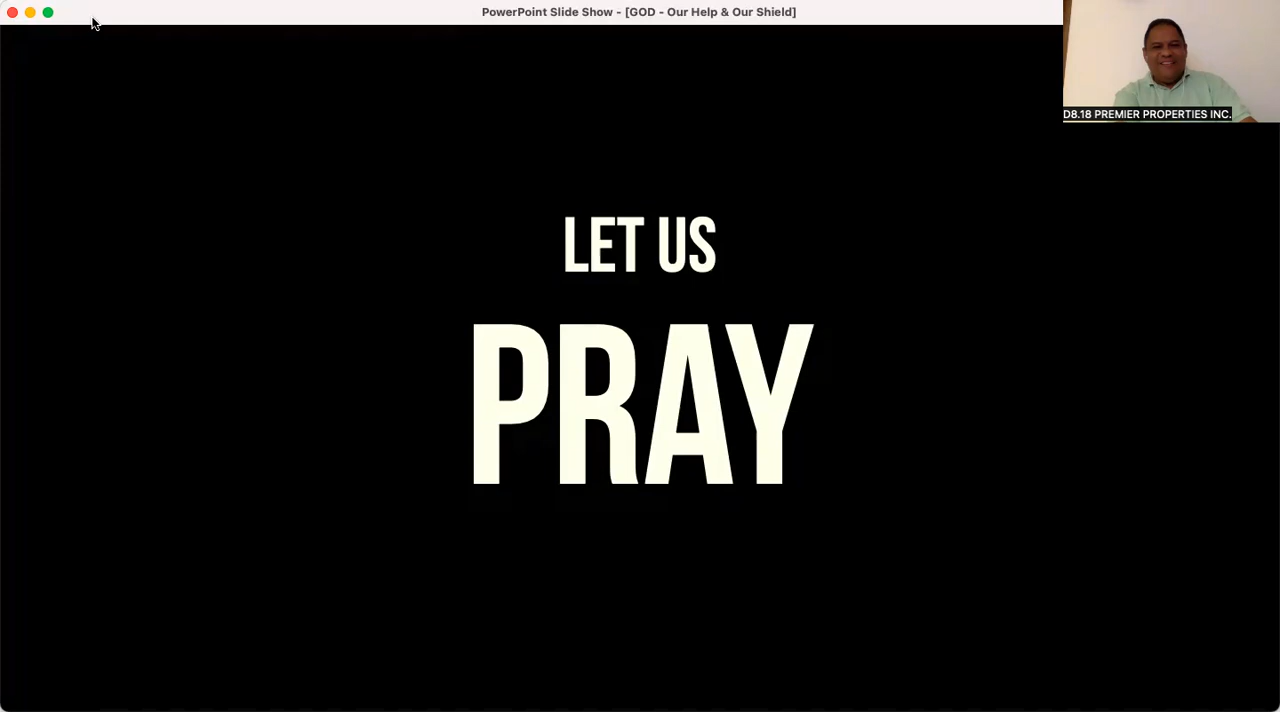 PowerPoint Slide Show - [GOD - Our Help & Our Shield]
D8.18 PREMIER PROPERTIES INC.
LET US
PRAY